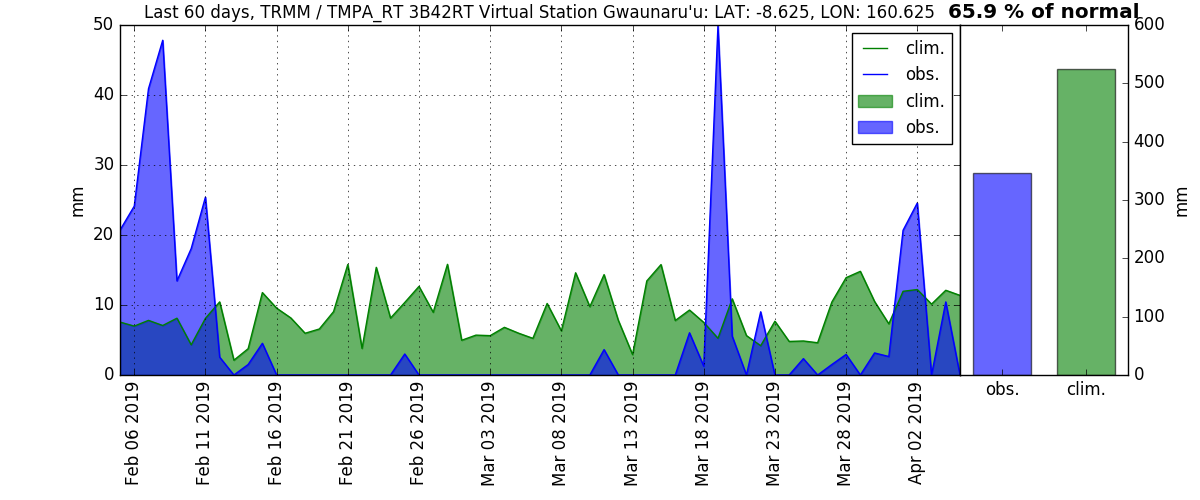 Last 60 days, TRMM / TMPA_RT 3B42RT Virtual Station Gwaunaru'u: LAT: -8.625, LON: 160.625 65.9 % of normal
50
40
30
20
10
0
mm
clim.
obs.
clim.
obs.
600
500
400
300
200
100
0
mm
obs. clim.
Feb 06 2019
Feb 11 2019
Feb 16 2019
Feb 21 2019
Feb 26 2019
Mar 03 2019
Mar 08 2019
Mar 13 2019
Mar 18 2019
Mar 23 2019
Mar 28 2019
Apr 02 2019